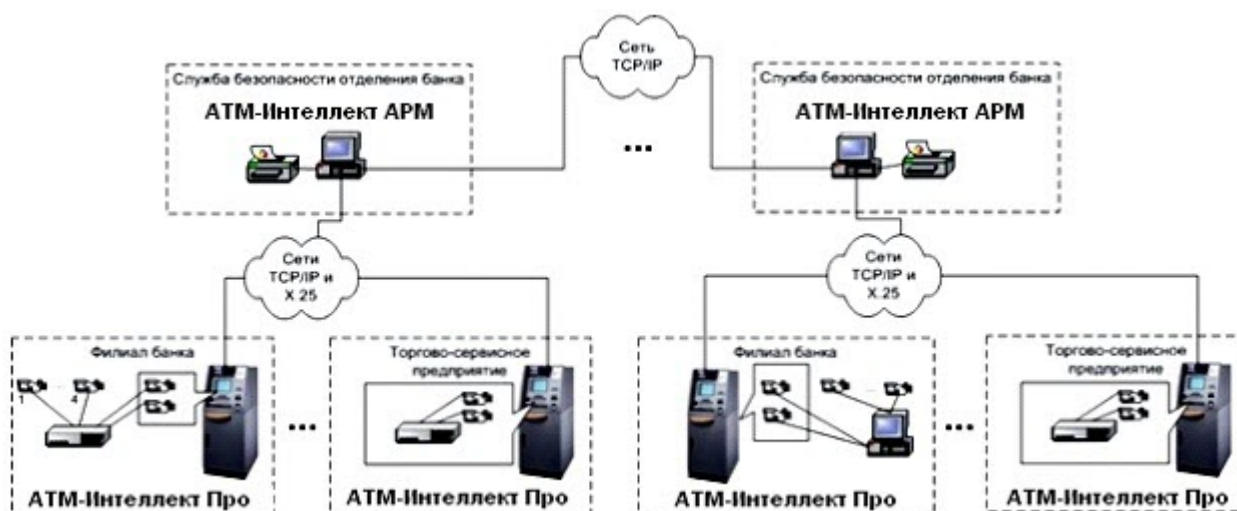 Сеть
TCP/IP
Служба безопасности отделения банка
АТМ-Интеллект АРМ
...
Служба безопасности отделения банка
АТМ-Интеллект АРМ
Сети
TCP/IP и
X.25
Сети
TCP/IP и
X.25
Филиал банка
1 ... 4
АТМ-Интеллект Про
...
Торгово-сервисное
предприятие
АТМ-Интеллект Про
Филиал банка
...
АТМ-Интеллект Про
...
Торгово-сервисное
предприятие
АТМ-Интеллект Про